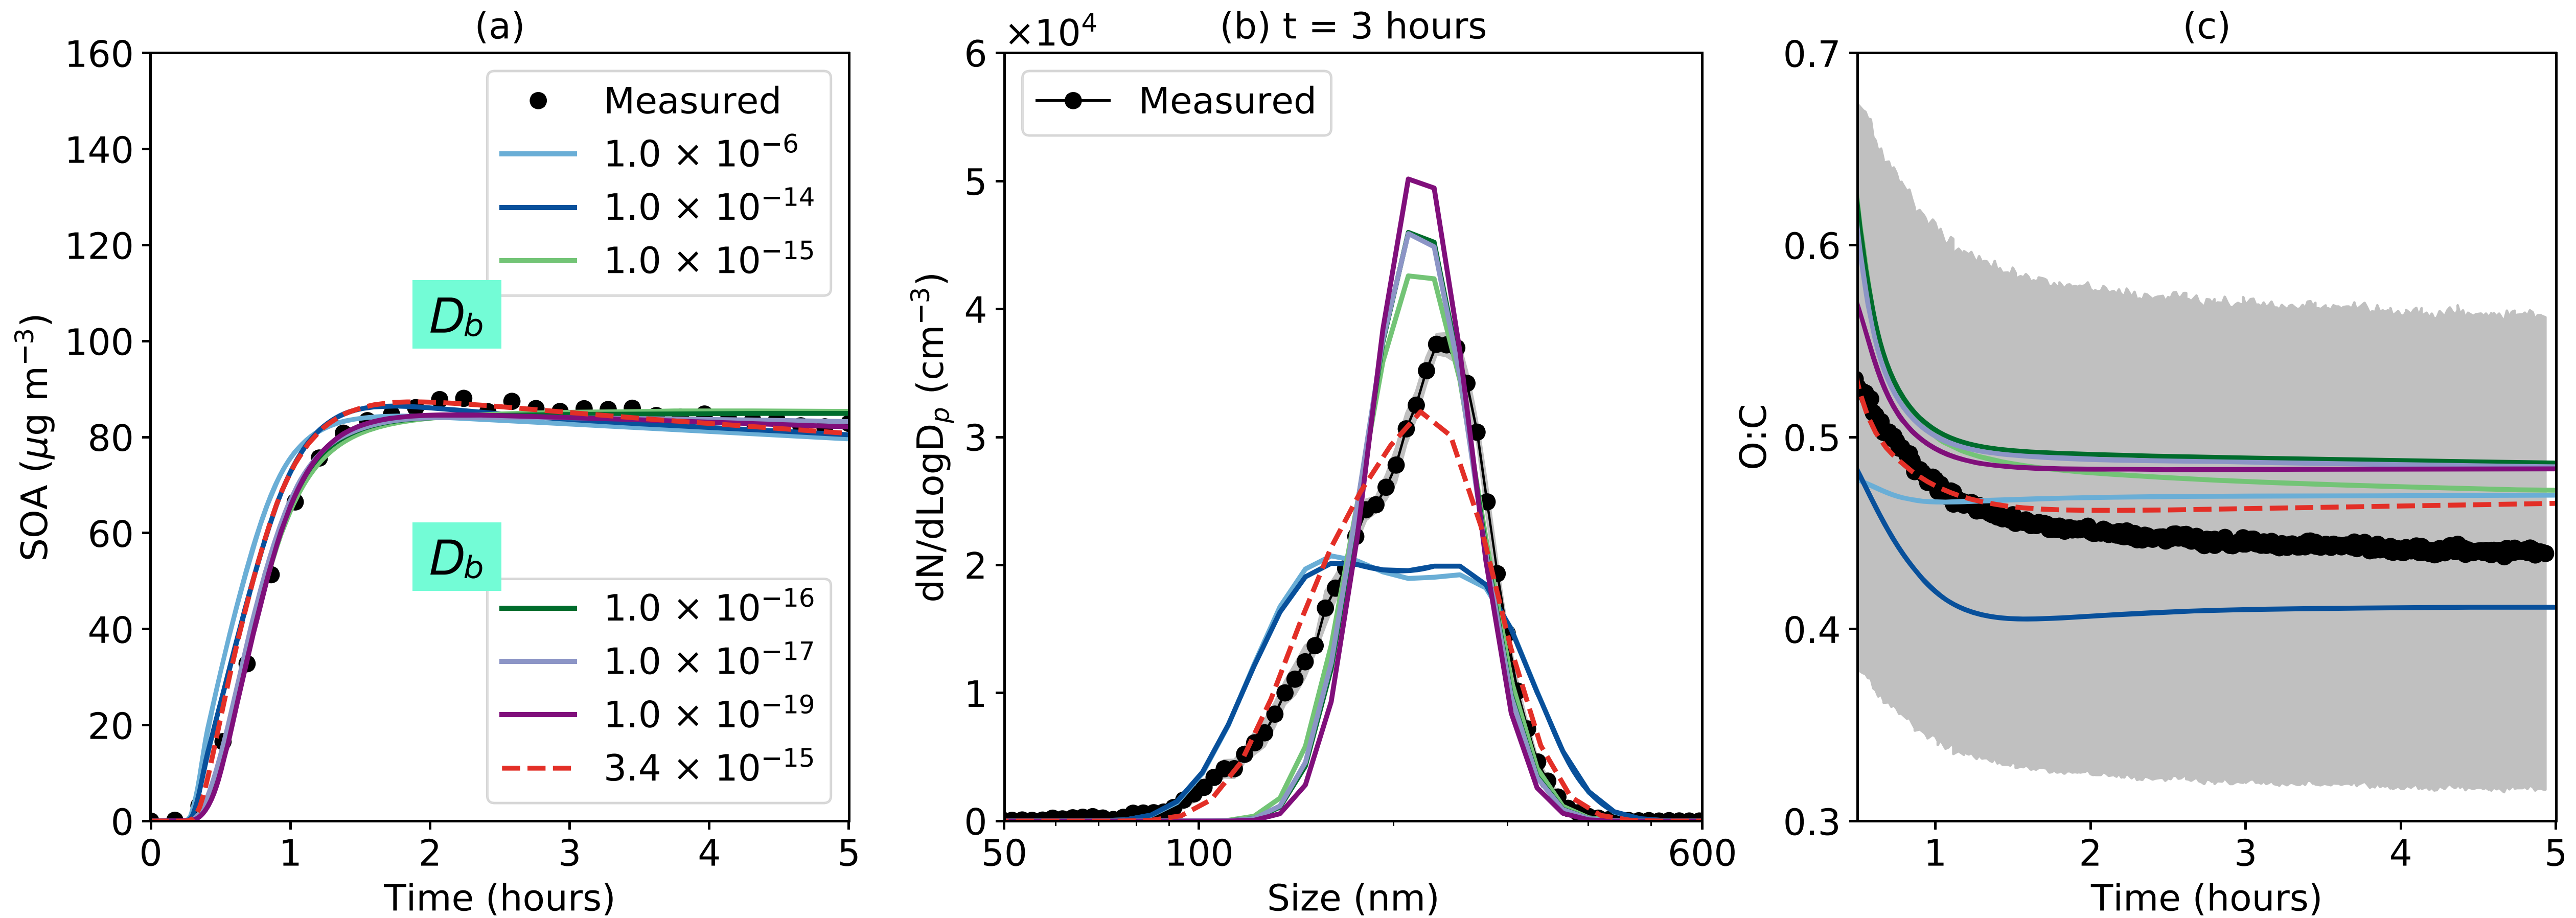 (a)
SOA (μg m⁻³)
160
140
120
100
80
60
40
20
0
0 1 2 3 4 5
Time (hours)
Measured
1.0 × 10⁻⁶
1.0 × 10⁻¹⁴
1.0 × 10⁻¹⁵
D_b
D_b
1.0 × 10⁻¹⁶
1.0 × 10⁻¹⁷
1.0 × 10⁻¹⁹
3.4 × 10⁻¹⁵
(b) t = 3 hours
×10⁴
dN/dLogD_p (cm⁻³)
6
5
4
3
2
1
0
50 100 600
Size (nm)
Measured
(c)
O:C
0.7
0.6
0.5
0.4
0.3
1 2 3 4 5
Time (hours)